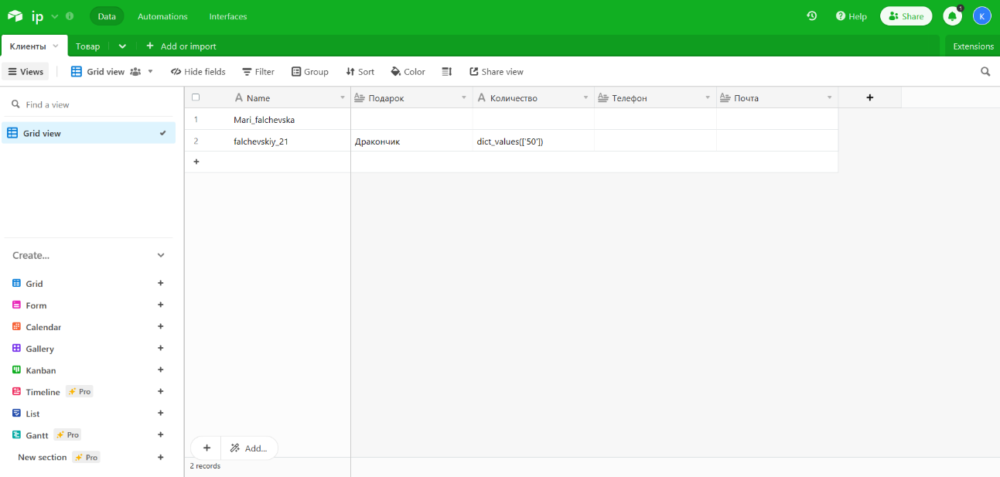 ip
Data
Automations
Interfaces
Help
Share
1
K
Клиенты
Товар
Add or import
Extensions
Views
Grid view
Hide fields
Filter
Group
Sort
Color
Share view
Find a view
Grid view
Name
Подарок
Количество
Телефон
Почта
1 Mari_falchevska
2 falchevskiy_21 Дракончик dict_values(['50'])
Create...
Grid
Form
Calendar
Gallery
Kanban
Timeline Pro
List
Gantt Pro
New section Pro
Add...
2 records